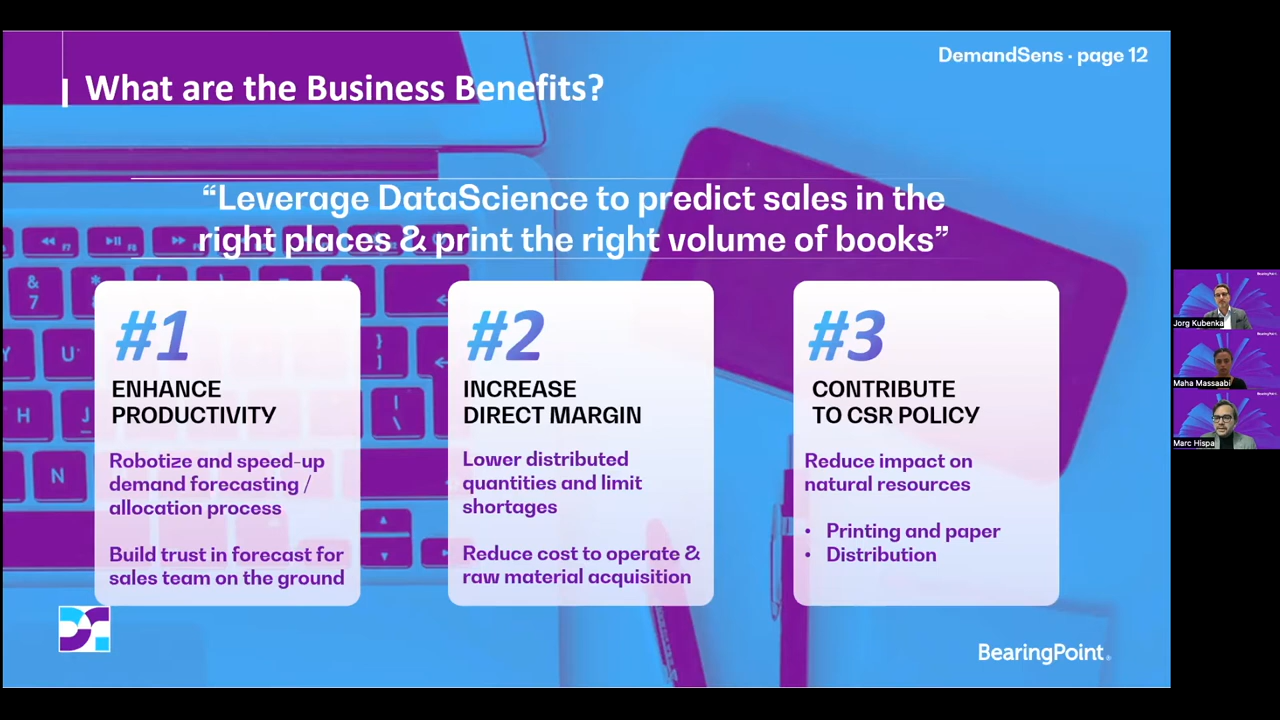 DemandSens · page 12
What are the Business Benefits?
“Leverage DataScience to predict sales in the
right places & print the right volume of books”
#1
ENHANCE
PRODUCTIVITY
Robotize and speed-up
demand forecasting /
allocation process
Build trust in forecast for
sales team on the ground
#2
INCREASE
DIRECT MARGIN
Lower distributed
quantities and limit
shortages
Reduce cost to operate &
raw material acquisition
#3
CONTRIBUTE
TO CSR POLICY
Reduce impact on
natural resources
• Printing and paper
• Distribution
BearingPoint®
Jorg Kubenka
Maha Massaabi
Marc Hispa
&
7
* 
F7
F8
Y
U
H
J
N
}
]
|
\